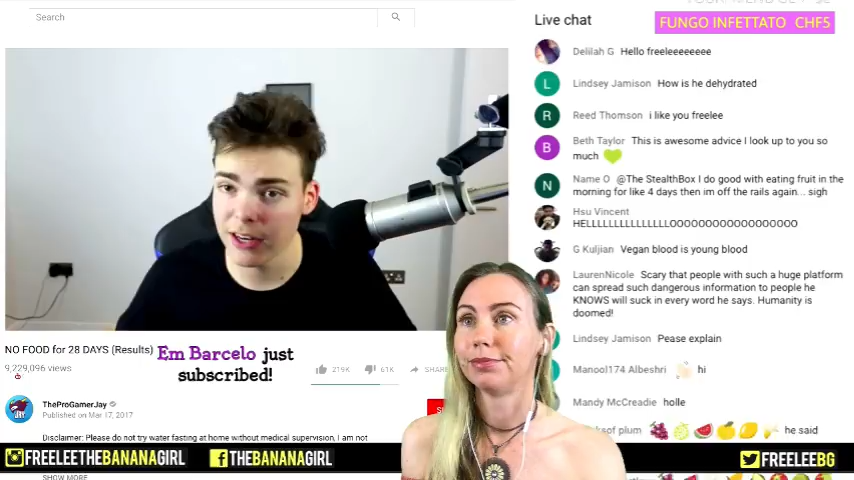 Search
Live chat
FUNGO INFETTATO CHF5
Delilah G Hello freeleeeeeeee
L
Lindsey Jamison How is he dehydrated
R
Reed Thomson i like you freelee
B
Beth Taylor This is awesome advice I look up to you so
much
N
Name O @The StealthBox I do good with eating fruit in the
morning for like 4 days then im off the rails again... sigh
Hsu Vincent
G Kuljian Vegan blood is young blood
LaurenNicole Scary that people with such a huge platform
can spread such dangerous information to people he
KNOWS will suck in every word he says. Humanity is
doomed!
Lindsey Jamison Pease explain
Manool174 Albeshri hi
Mandy McCreadie holle
of plum he said
NO FOOD for 28 DAYS (Results)
Em Barcelo just
subscribed!
9,229,096 views
219K
61K
SHARE
JAY
TheProGamerJay
Published on Mar 17, 2017
Disclaimer: Please do not try water fasting at home without medical supervision, I am not
FREELEETHEBANANAGIRL
THEBANANAGIRL
FREELEEBG
SHOW MORE